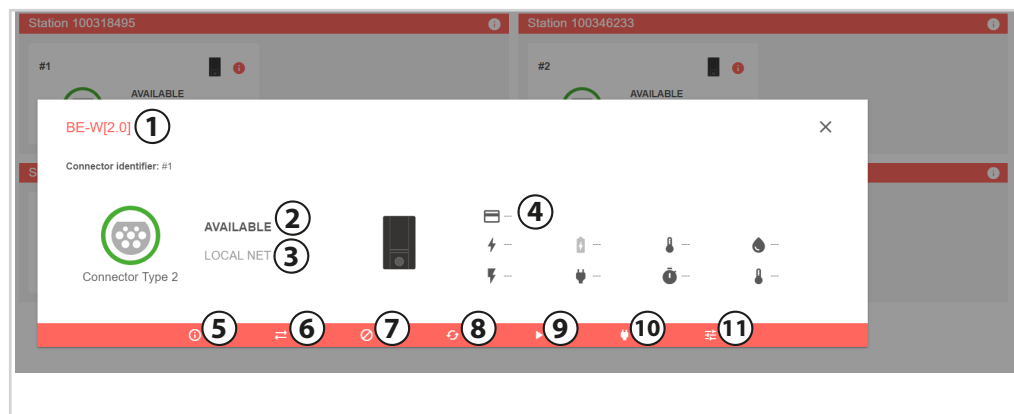 Station 100318495
Station 100346233
#1
#2
AVAILABLE
AVAILABLE
BE-W[2.0] 1
Connector identifier: #1
S
AVAILABLE 2
LOCAL NET 3
Connector Type 2
--- 4
--- --- --- ---
--- --- --- ---
5 6 7 8 9 10 11